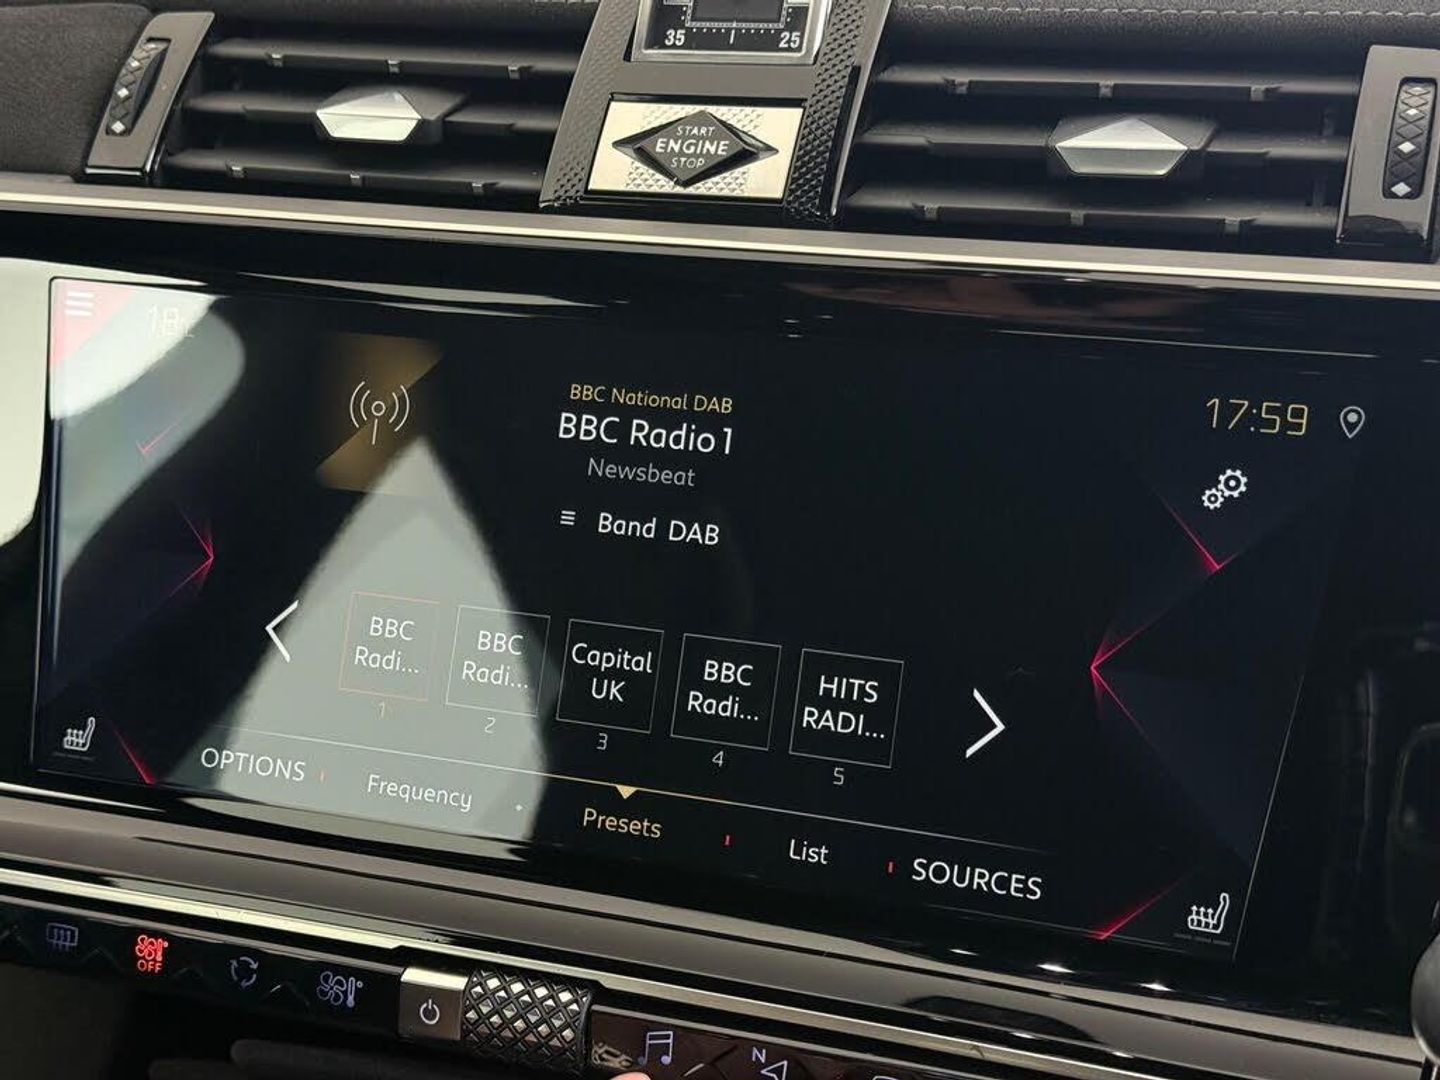 35 25
START
ENGINE
STOP
18
BBC National DAB
BBC Radio 1
Newsbeat
Band DAB
17:59
BBC
Radi...
1
BBC
Radi...
2
Capital
UK
3
BBC
Radi...
4
HITS
RADI...
5
OPTIONS
Frequency
Presets
List
SOURCES
OFF
N